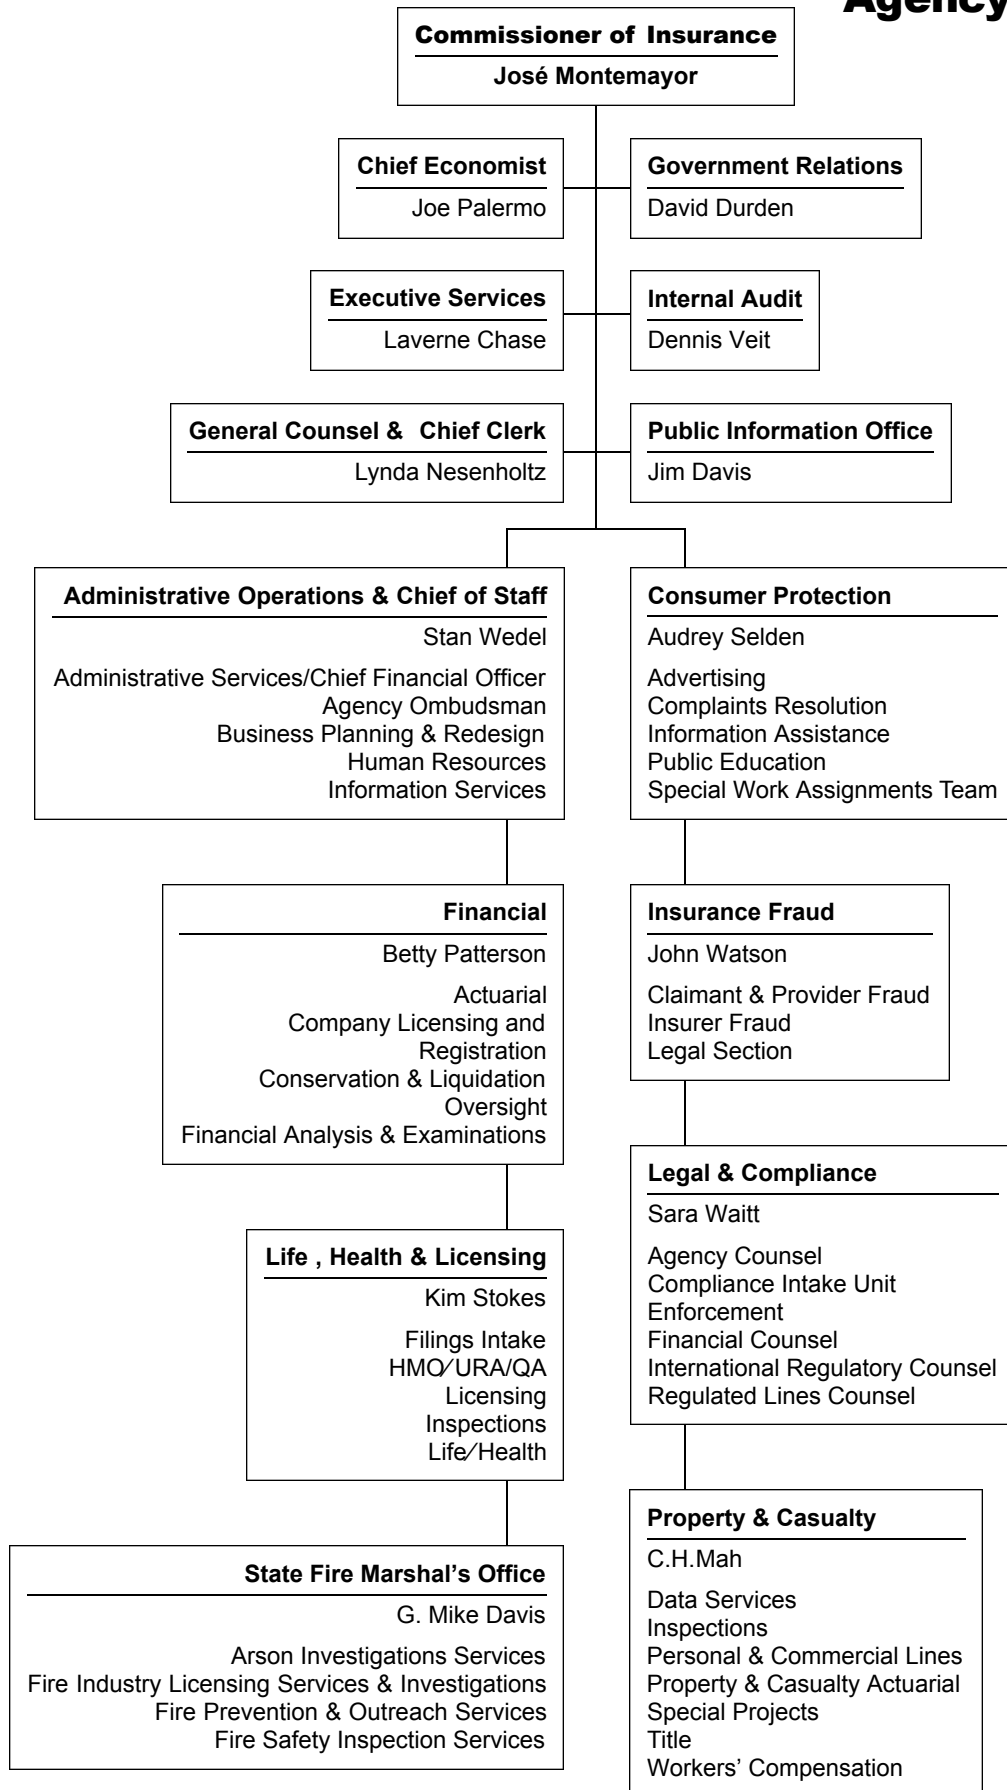 Agency
Commissioner of Insurance
José Montemayor
Chief Economist
Joe Palermo
Government Relations
David Durden
Executive Services
Laverne Chase
Internal Audit
Dennis Veit
General Counsel & Chief Clerk
Lynda Nesenholtz
Public Information Office
Jim Davis
Administrative Operations & Chief of Staff
Stan Wedel
Administrative Services/Chief Financial Officer
Agency Ombudsman
Business Planning & Redesign
Human Resources
Information Services
Consumer Protection
Audrey Selden
Advertising
Complaints Resolution
Information Assistance
Public Education
Special Work Assignments Team
Financial
Betty Patterson
Actuarial
Company Licensing and
Registration
Conservation & Liquidation
Oversight
Financial Analysis & Examinations
Insurance Fraud
John Watson
Claimant & Provider Fraud
Insurer Fraud
Legal Section
Life , Health & Licensing
Kim Stokes
Filings Intake
HMO/URA/QA
Licensing
Inspections
Life/Health
Legal & Compliance
Sara Waitt
Agency Counsel
Compliance Intake Unit
Enforcement
Financial Counsel
International Regulatory Counsel
Regulated Lines Counsel
State Fire Marshal's Office
G. Mike Davis
Arson Investigations Services
Fire Industry Licensing Services & Investigations
Fire Prevention & Outreach Services
Fire Safety Inspection Services
Property & Casualty
C.H.Mah
Data Services
Inspections
Personal & Commercial Lines
Property & Casualty Actuarial
Special Projects
Title
Workers' Compensation